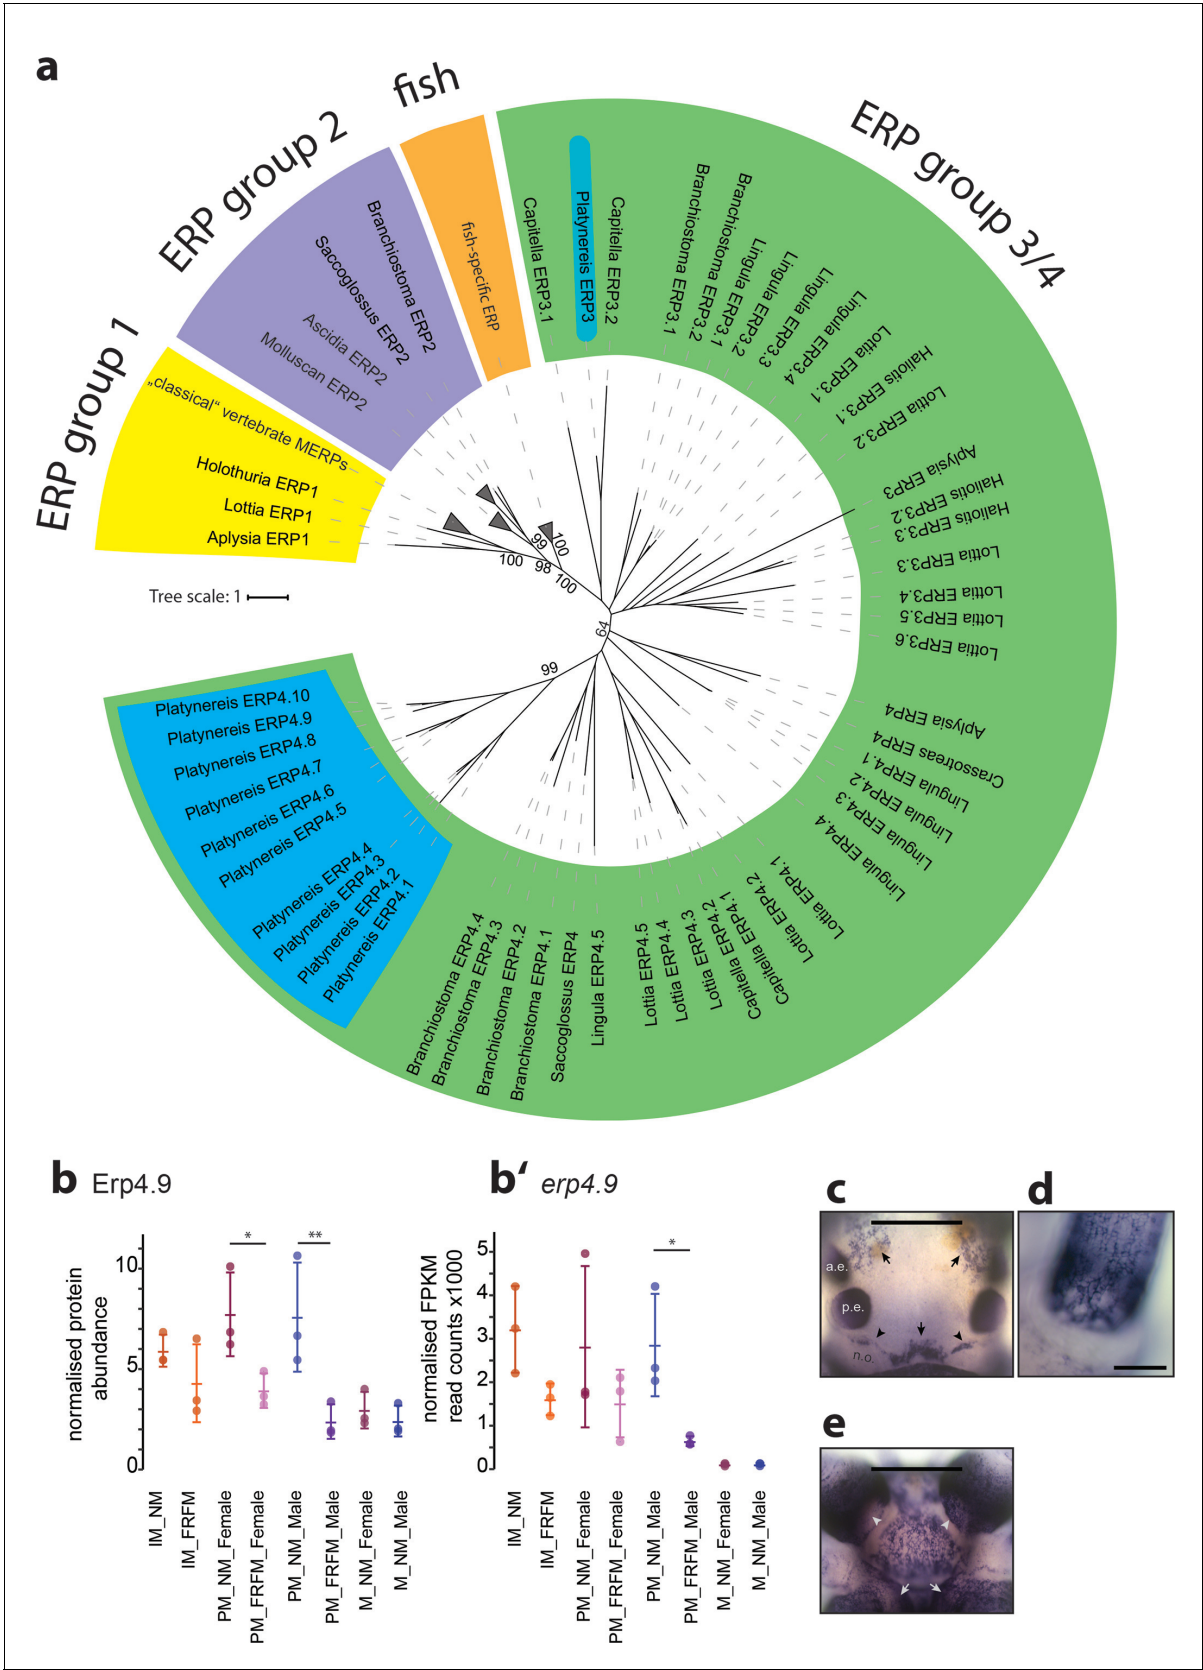 a
fish
ERP group 2
ERP group 3/4
ERP group 1
„classical“ vertebrate MERPs
Holothuria ERP1
Lottia ERP1
Aplysia ERP1
Molluscan ERP2
Ascidia ERP2
Saccoglossus ERP2
Branchiostoma ERP2
fish-specific ERP
Capitella ERP3.1
Platynereis ERP3
Capitella ERP3.2
Branchiostoma ERP3.1
Branchiostoma ERP3.2
Lingula ERP3.1
Lingula ERP3.2
Lingula ERP3.3
Lingula ERP3.4
Lottia ERP3.1
Haliotis ERP3.1
Lottia ERP3.2
Aplysia ERP3
Haliotis ERP3.2
Haliotis ERP3.3
Lottia ERP3.3
Lottia ERP3.4
Lottia ERP3.5
Lottia ERP3.6
Aplysia ERP4
Crassotreas ERP4
Lingula ERP4.1
Lingula ERP4.2
Lingula ERP4.3
Lingula ERP4.4
Lottia ERP4.1
Lottia ERP4.2
Capitella ERP4.1
Capitella ERP4.2
Lottia ERP4.3
Lottia ERP4.4
Lottia ERP4.5
Lingula ERP4.5
Saccoglossus ERP4
Branchiostoma ERP4.1
Branchiostoma ERP4.2
Branchiostoma ERP4.3
Branchiostoma ERP4.4
Platynereis ERP4.1
Platynereis ERP4.2
Platynereis ERP4.3
Platynereis ERP4.4
Platynereis ERP4.5
Platynereis ERP4.6
Platynereis ERP4.7
Platynereis ERP4.8
Platynereis ERP4.9
Platynereis ERP4.10
100
99
100
98
100
64
99
Tree scale: 1
b Erp4.9
normalised protein
abundance
10
5
0
*
**
IM_NM
IM_FRFM
PM_NM_Female
PM_FRFM_Female
PM_NM_Male
PM_FRFM_Male
M_NM_Female
M_NM_Male
b‘ erp4.9
normalised FPKM
read counts x1000
5
3
2
1
0
*
IM_NM
IM_FRFM
PM_NM_Female
PM_FRFM_Female
PM_NM_Male
PM_FRFM_Male
M_NM_Female
M_NM_Male
c
a.e.
p.e.
n.o.
d
e